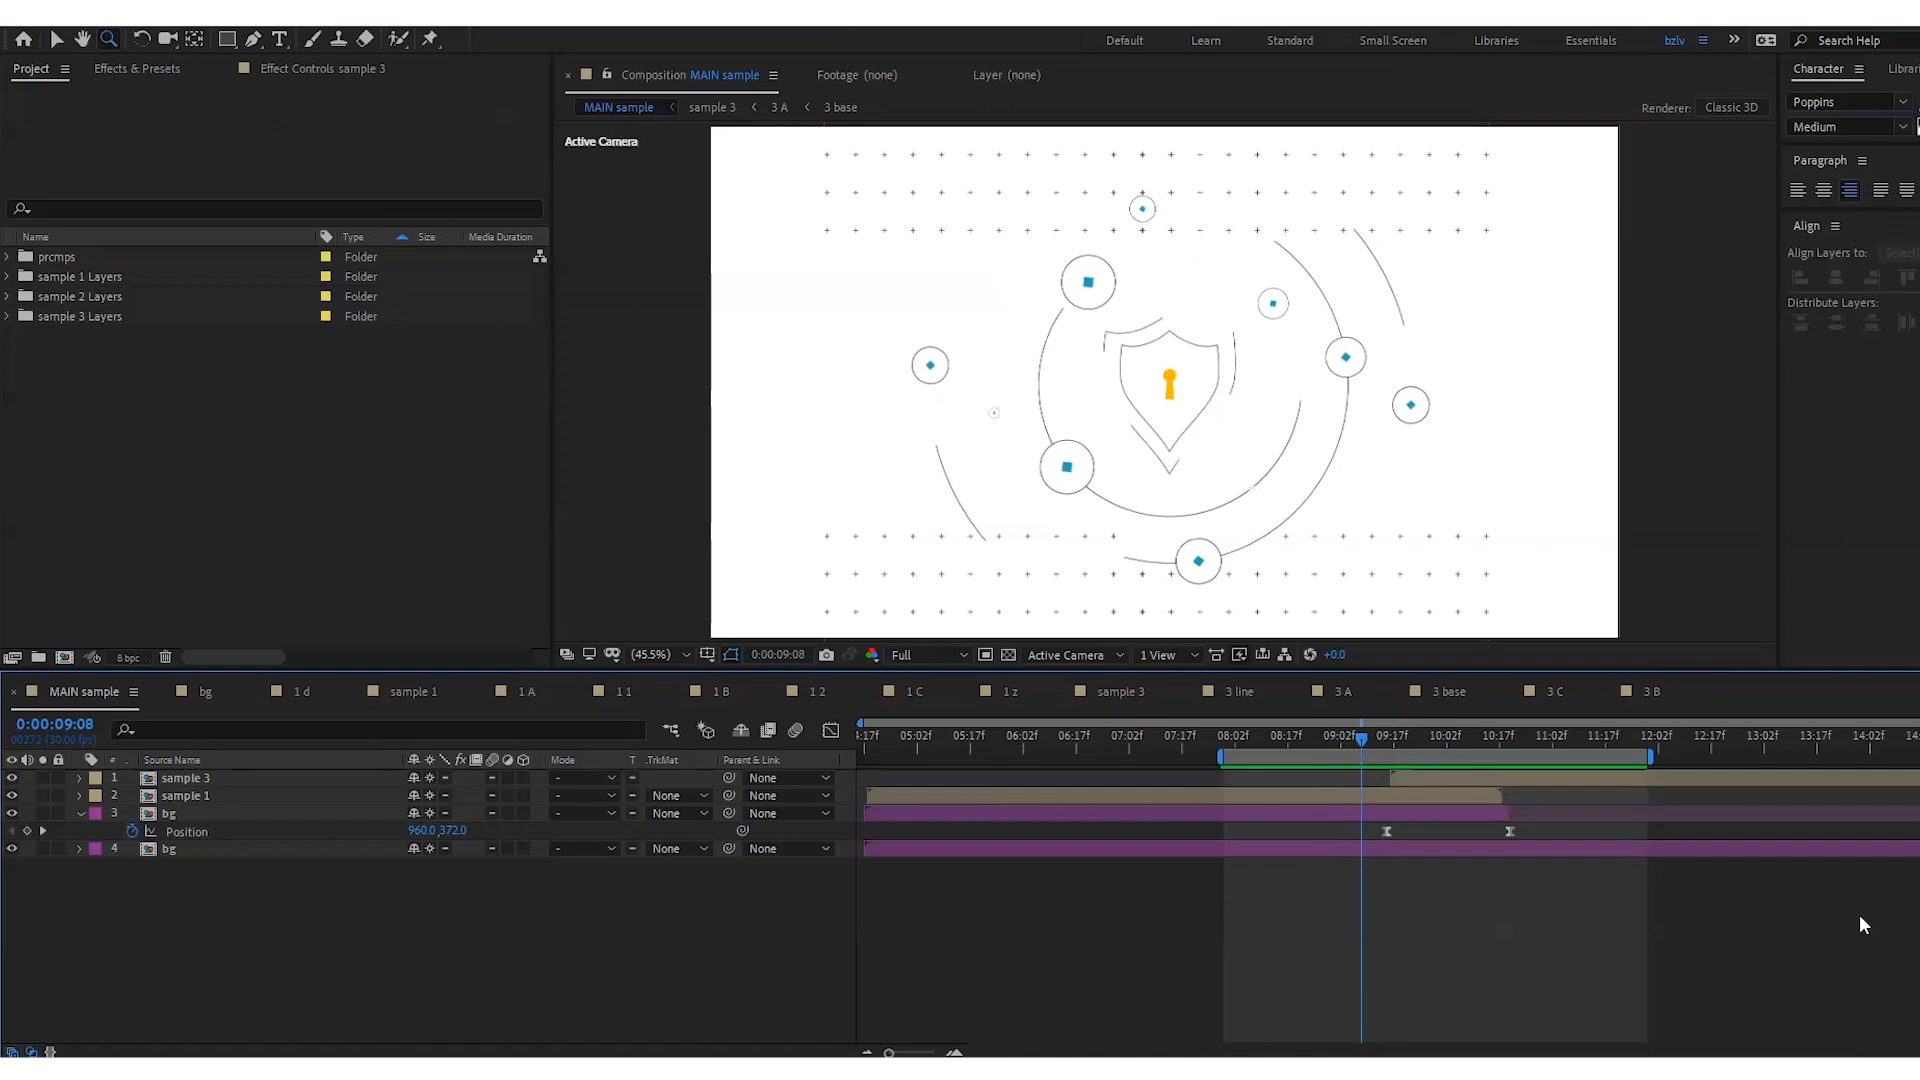 Default Learn Standard Small Screen Libraries Essentials bzlv Search Help
Project Effects & Presets Effect Controls sample 3
Composition MAIN sample Footage (none) Layer (none)
Character
MAIN sample sample 3 3 A 3 base Renderer: Classic 3D
Poppins
Medium
Active Camera
Paragraph
Align
Name Type Size Media Duration
prcmps Folder
sample 1 Layers Folder
sample 2 Layers Folder
sample 3 Layers Folder
Align Layers to:
Distribute Layers:
8 bpc
(45.5%) 0:00:09:08 Full Active Camera 1 View +0.0
MAIN sample bg 1 d sample 1 1 A 1 1 1 B 1 2 1 C 1 z sample 3 3 line 3 A 3 base 3 C 3 B
0:00:09:08
00272 (30.00 fps)
:17f 05:02f 05:17f 06:02f 06:17f 07:02f 07:17f 08:02f 08:17f 09:02f 09:17f 10:02f 10:17f 11:02f 11:17f 12:02f 12:17f 13:02f 13:17f 14:02f
# Source Name fx Mode T .TrkMat Parent & Link
1 sample 3 - None
2 sample 1 - None None
3 bg - None None
Position 960.0,372.0
4 bg - None None